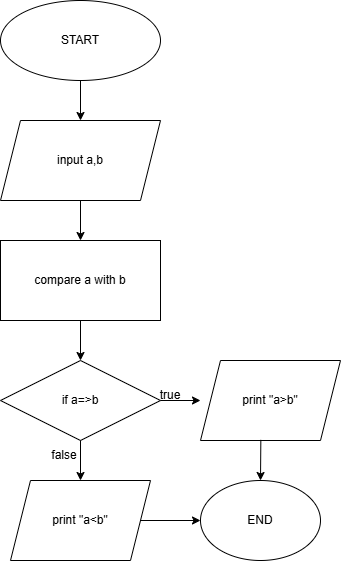 START
input a,b
compare a with b
if a=>b
true
print "a>b"
false
print "a<b"
END